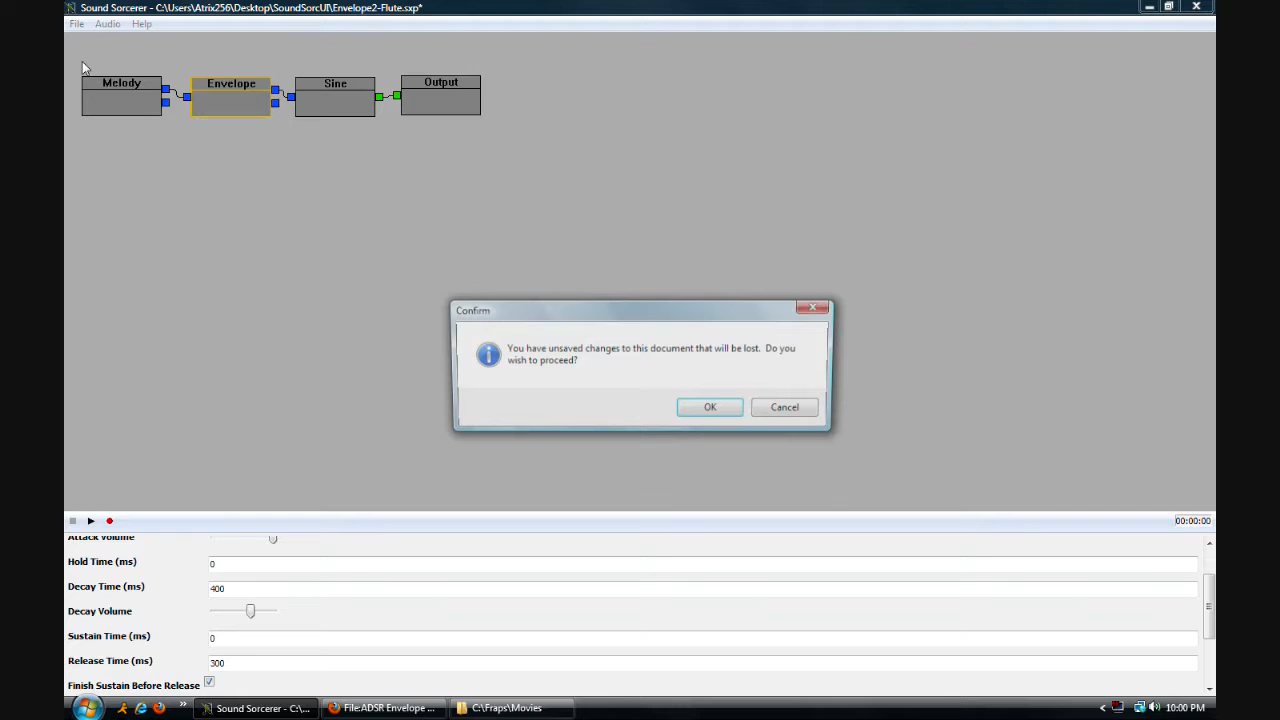 Sound Sorcerer - C:\Users\Atrix256\Desktop\SoundSorcUI\Envelope2-Flute.sxp*
File Audio Help
Melody Envelope Sine Output
Confirm
You have unsaved changes to this document that will be lost. Do you
wish to proceed?
OK Cancel
00:00:00
Attack Volume
Hold Time (ms) 0
Decay Time (ms) 400
Decay Volume
Sustain Time (ms) 0
Release Time (ms) 300
Finish Sustain Before Release
Sound Sorcerer - C:\... File:ADSR Envelope ... C:\Fraps\Movies 10:00 PM